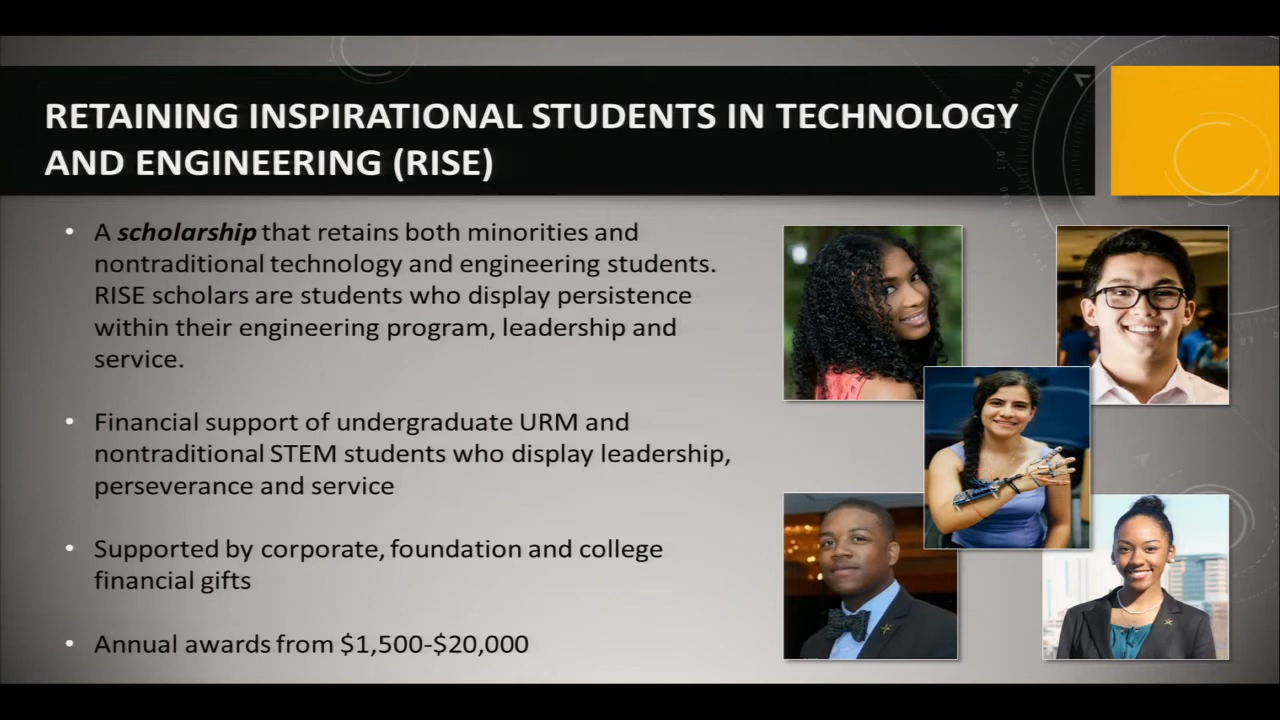 RETAINING INSPIRATIONAL STUDENTS IN TECHNOLOGY
AND ENGINEERING (RISE)
• A scholarship that retains both minorities and
nontraditional technology and engineering students.
RISE scholars are students who display persistence
within their engineering program, leadership and
service.
• Financial support of undergraduate URM and
nontraditional STEM students who display leadership,
perseverance and service
• Supported by corporate, foundation and college
financial gifts
• Annual awards from $1,500-$20,000